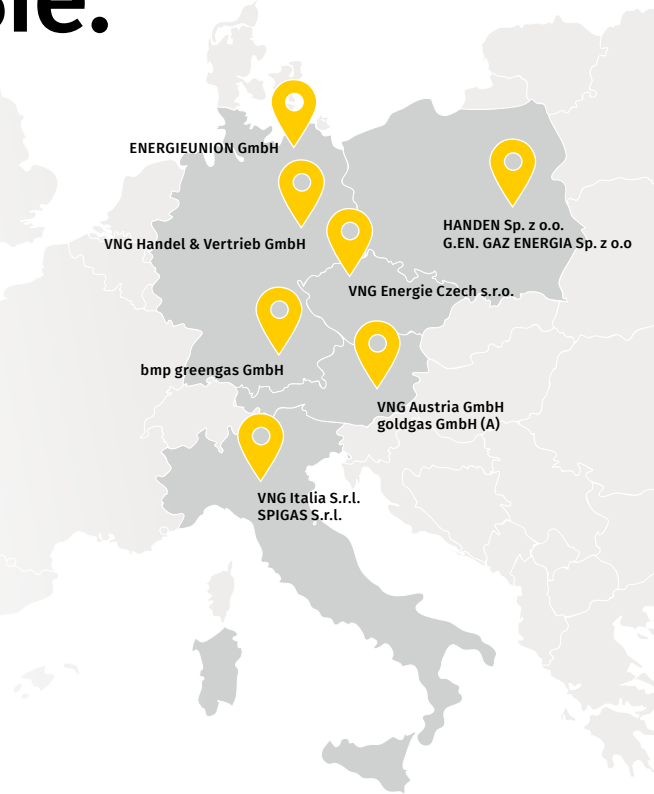 ENERGIEUNION GmbH
VNG Handel & Vertrieb GmbH
HANDEN Sp. z o.o.
G.EN. GAZ ENERGIA Sp. z o.o
VNG Energie Czech s.r.o.
bmp greengas GmbH
VNG Austria GmbH
goldgas GmbH (A)
VNG Italia S.r.l.
SPIGAS S.r.l.